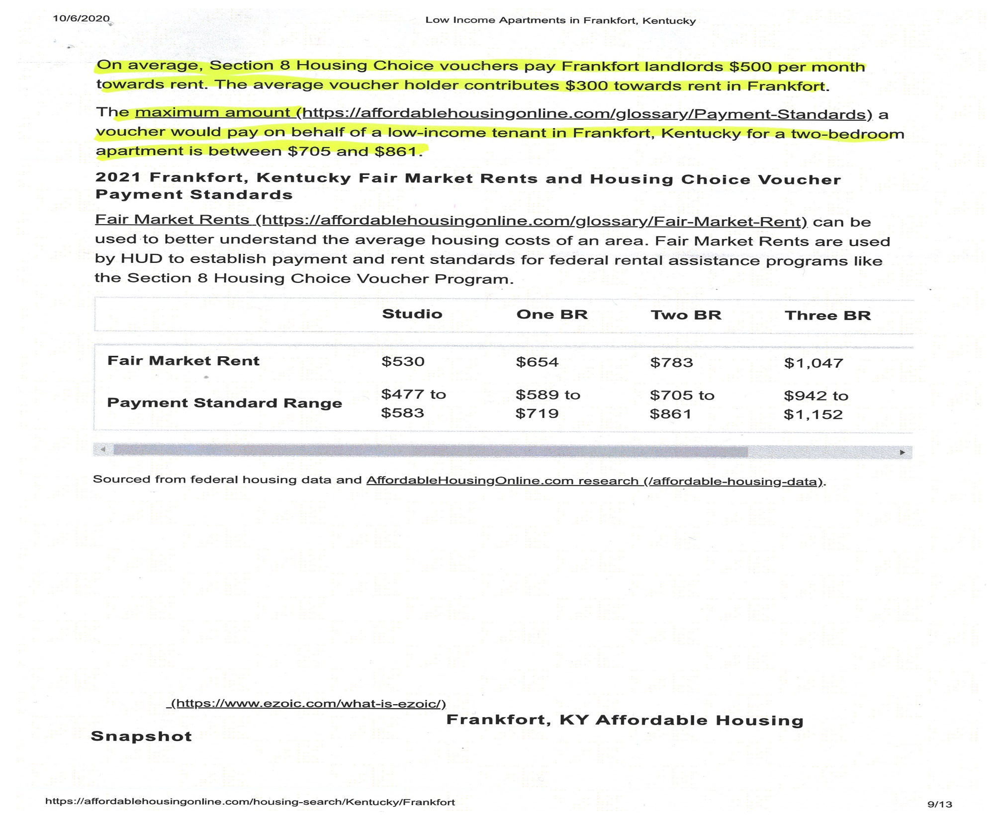 10/6/2020
Low Income Apartments in Frankfort, Kentucky
On average, Section 8 Housing Choice vouchers pay Frankfort landlords $500 per month
towards rent. The average voucher holder contributes $300 towards rent in Frankfort.
The maximum amount (https://affordablehousingonline.com/glossary/Payment-Standards) a
voucher would pay on behalf of a low-income tenant in Frankfort, Kentucky for a two-bedroom
apartment is between $705 and $861.
2021 Frankfort, Kentucky Fair Market Rents and Housing Choice Voucher
Payment Standards
Fair Market Rents (https://affordablehousingonline.com/glossary/Fair-Market-Rent) can be
used to better understand the average housing costs of an area. Fair Market Rents are used
by HUD to establish payment and rent standards for federal rental assistance programs like
the Section 8 Housing Choice Voucher Program.
Studio One BR Two BR Three BR
Fair Market Rent $530 $654 $783 $1,047
Payment Standard Range $477 to $589 to $705 to $942 to
$583 $719 $861 $1,152
Sourced from federal housing data and AffordableHousingOnline.com research (/affordable-housing-data).
(https://www.ezoic.com/what-is-ezoic/)
Frankfort, KY Affordable Housing
Snapshot
https://affordablehousingonline.com/housing-search/Kentucky/Frankfort
9/13